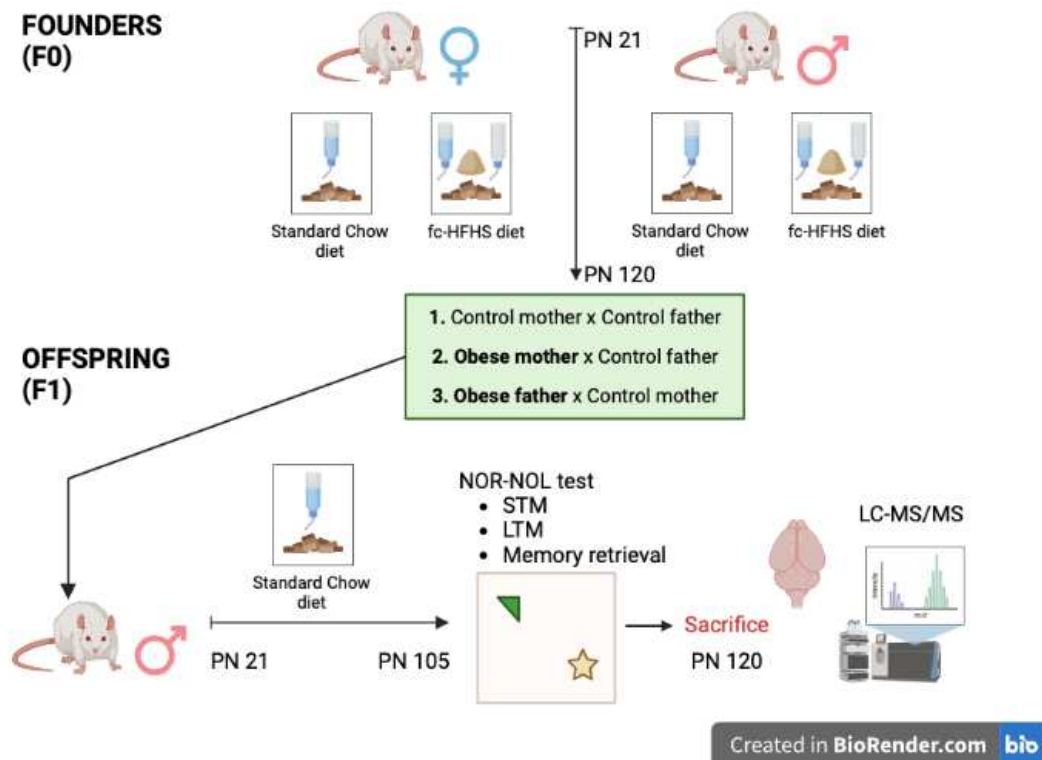 FOUNDERS
(F0)
PN 21
Standard Chow
diet
fc-HFHS diet
Standard Chow
diet
fc-HFHS diet
PN 120
1. Control mother x Control father
2. Obese mother x Control father
3. Obese father x Control mother
OFFSPRING
(F1)
Standard Chow
diet
NOR-NOL test
• STM
• LTM
• Memory retrieval
LC-MS/MS
Intensity
m/z
PN 21
PN 105
Sacrifice
PN 120
Created in BioRender.com bio